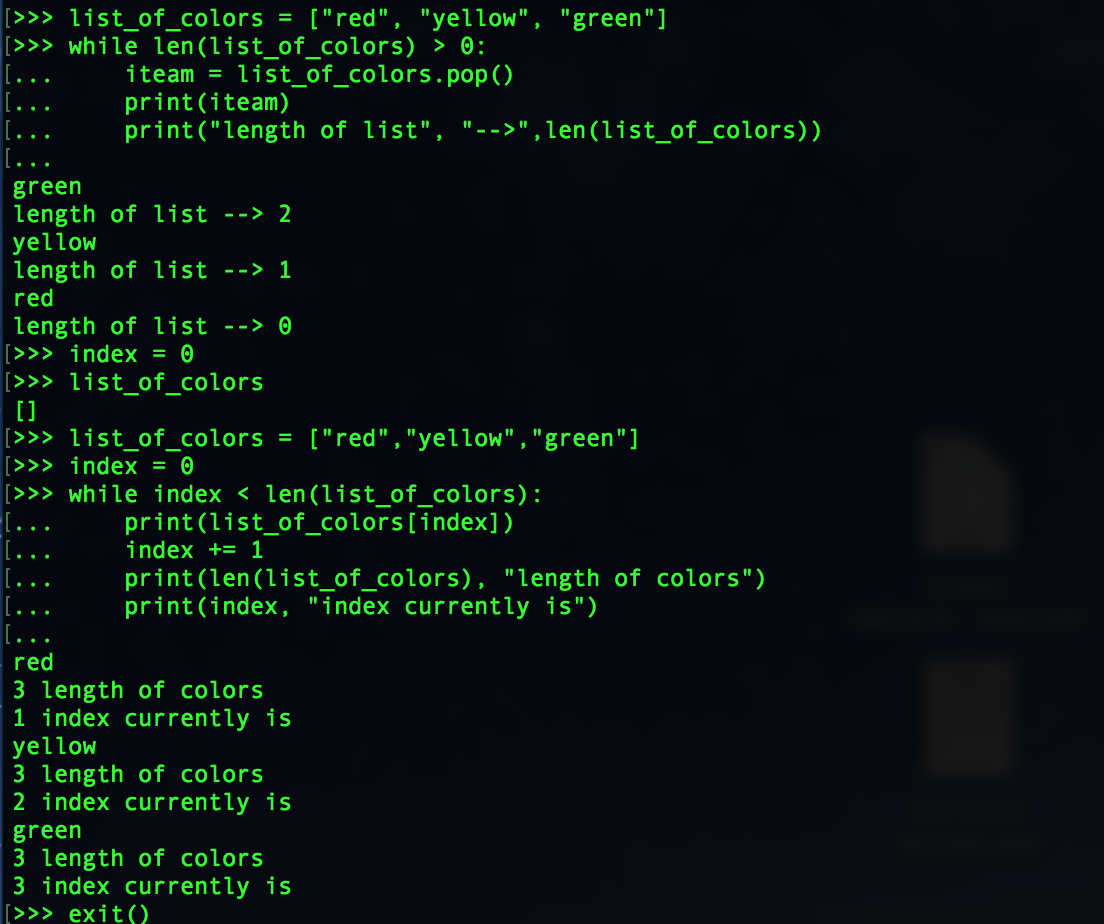 [>>> list_of_colors = ["red", "yellow", "green"]
[>>> while len(list_of_colors) > 0:
[...     iteam = list_of_colors.pop()
[...     print(iteam)
[...     print("length of list", "-->",len(list_of_colors))
[...
green
length of list --> 2
yellow
length of list --> 1
red
length of list --> 0
[>>> index = 0
[>>> list_of_colors
[]
[>>> list_of_colors = ["red","yellow","green"]
[>>> index = 0
[>>> while index < len(list_of_colors):
[...     print(list_of_colors[index])
[...     index += 1
[...     print(len(list_of_colors), "length of colors")
[...     print(index, "index currently is")
[...
red
3 length of colors
1 index currently is
yellow
3 length of colors
2 index currently is
green
3 length of colors
3 index currently is
[>>> exit()